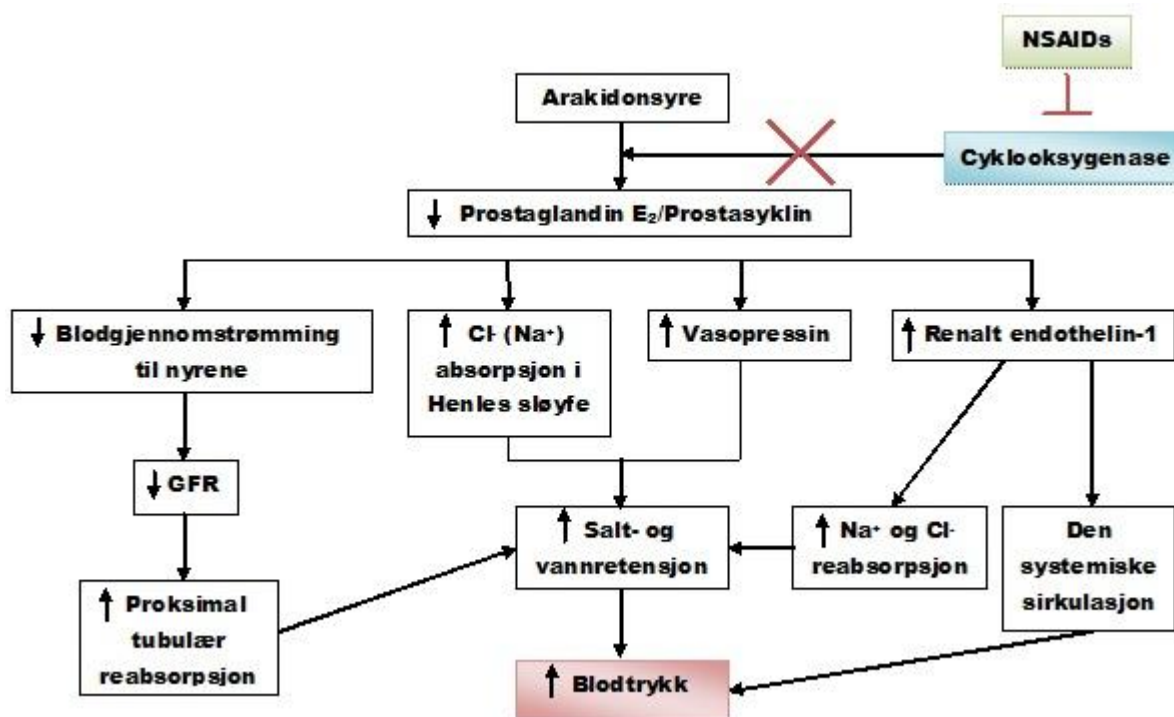 NSAIDs
Arakidonsyre
Cyklooksygenase
↓ Prostaglandin E₂/Prostasyklin
↓ Blodgjennomstrømming
til nyrene
↑ Cl- (Na⁺)
absorpsjon i
Henles sløyfe
↑ Vasopressin
↑ Renalt endothelin-1
↓ GFR
↑ Salt- og
vannretensjon
↑ Na⁺ og Cl-
reabsorpsjon
Den
systemiske
sirkulasjon
↑ Proksimal
tubulær
reabsorpsjon
↑ Blodtrykk